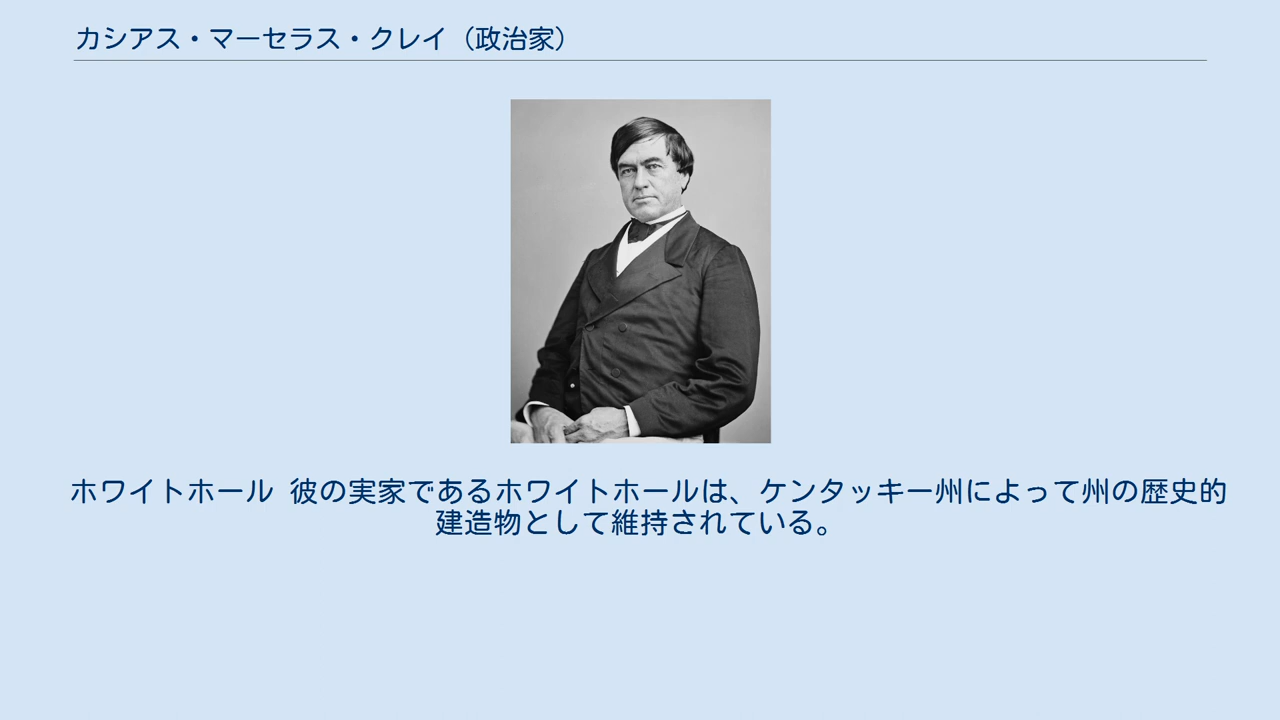 カシアス・マーセラス・クレイ（政治家）
ホワイトホール 彼の実家であるホワイトホールは、ケンタッキー州によって州の歴史的
建造物として維持されている。